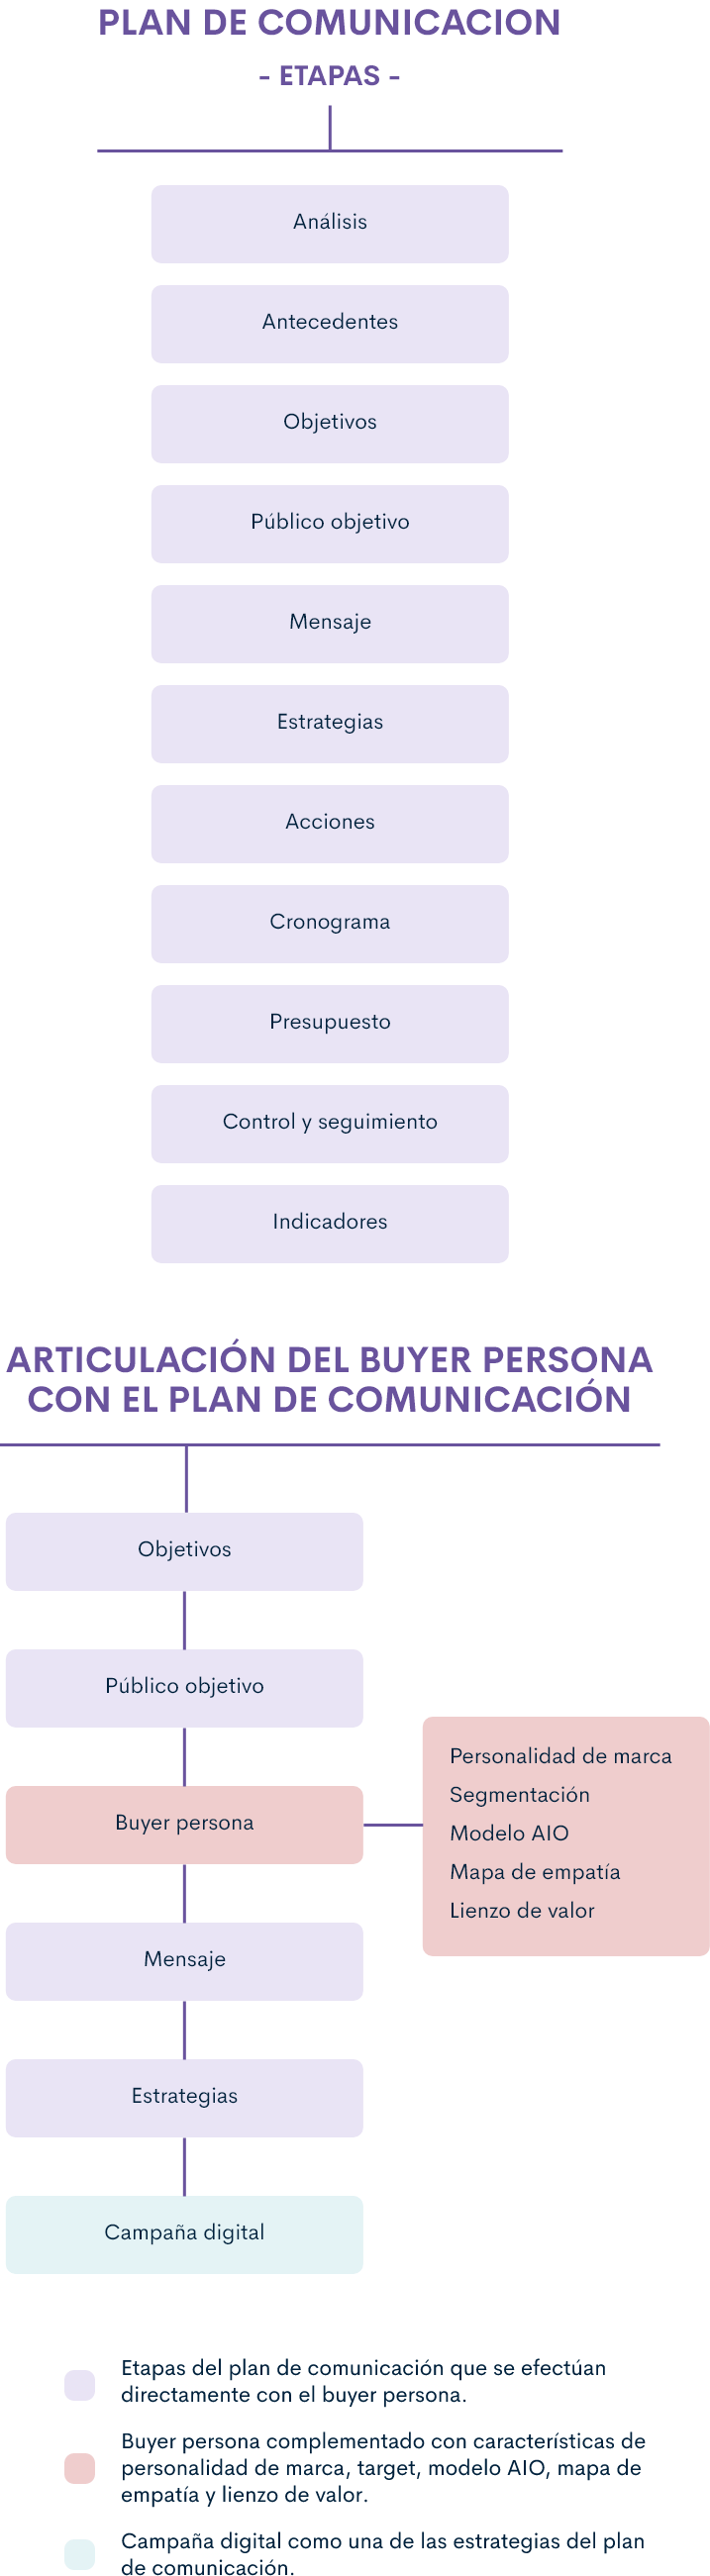 PLAN DE COMUNICACION
- ETAPAS -
Análisis
Antecedentes
Objetivos
Público objetivo
Mensaje
Estrategias
Acciones
Cronograma
Presupuesto
Control y seguimiento
Indicadores
ARTICULACIÓN DEL BUYER PERSONA
CON EL PLAN DE COMUNICACIÓN
Objetivos
Público objetivo
Buyer persona
Personalidad de marca
Segmentación
Modelo AIO
Mapa de empatía
Lienzo de valor
Mensaje
Estrategias
Campaña digital
Etapas del plan de comunicación que se efectúan
directamente con el buyer persona.
Buyer persona complementado con características de
personalidad de marca, target, modelo AIO, mapa de
empatía y lienzo de valor.
Campaña digital como una de las estrategias del plan
de comunicación.